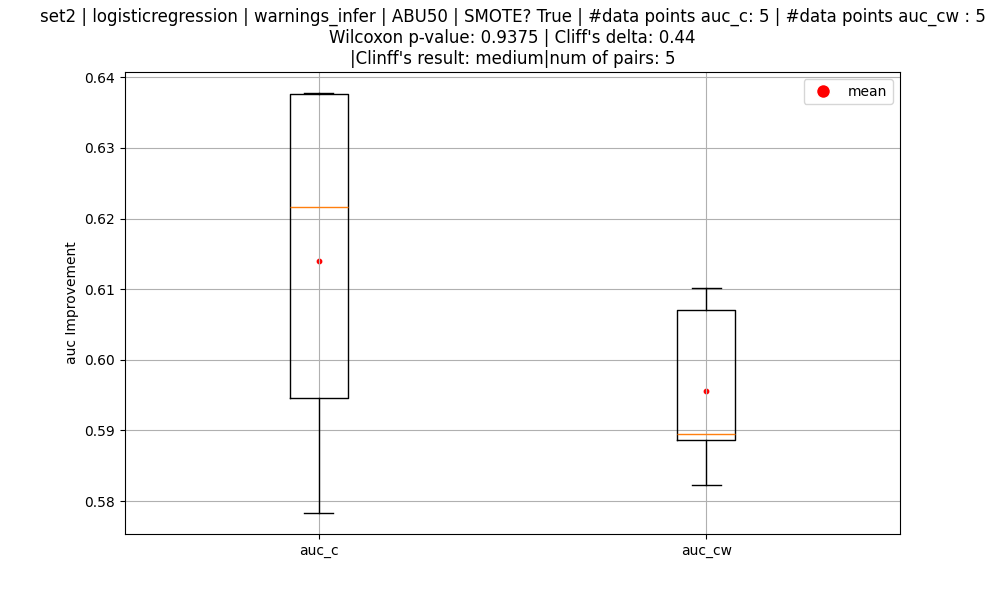 set2 | logisticregression | warnings_infer | ABU50 | SMOTE? True | #data points auc_c: 5 | #data points auc_cw : 5
Wilcoxon p-value: 0.9375 | Cliff's delta: 0.44
|Clinff's result: medium|num of pairs: 5
mean
0.64
0.63
0.62
0.61
0.60
0.59
0.58
auc Improvement
auc_c
auc_cw